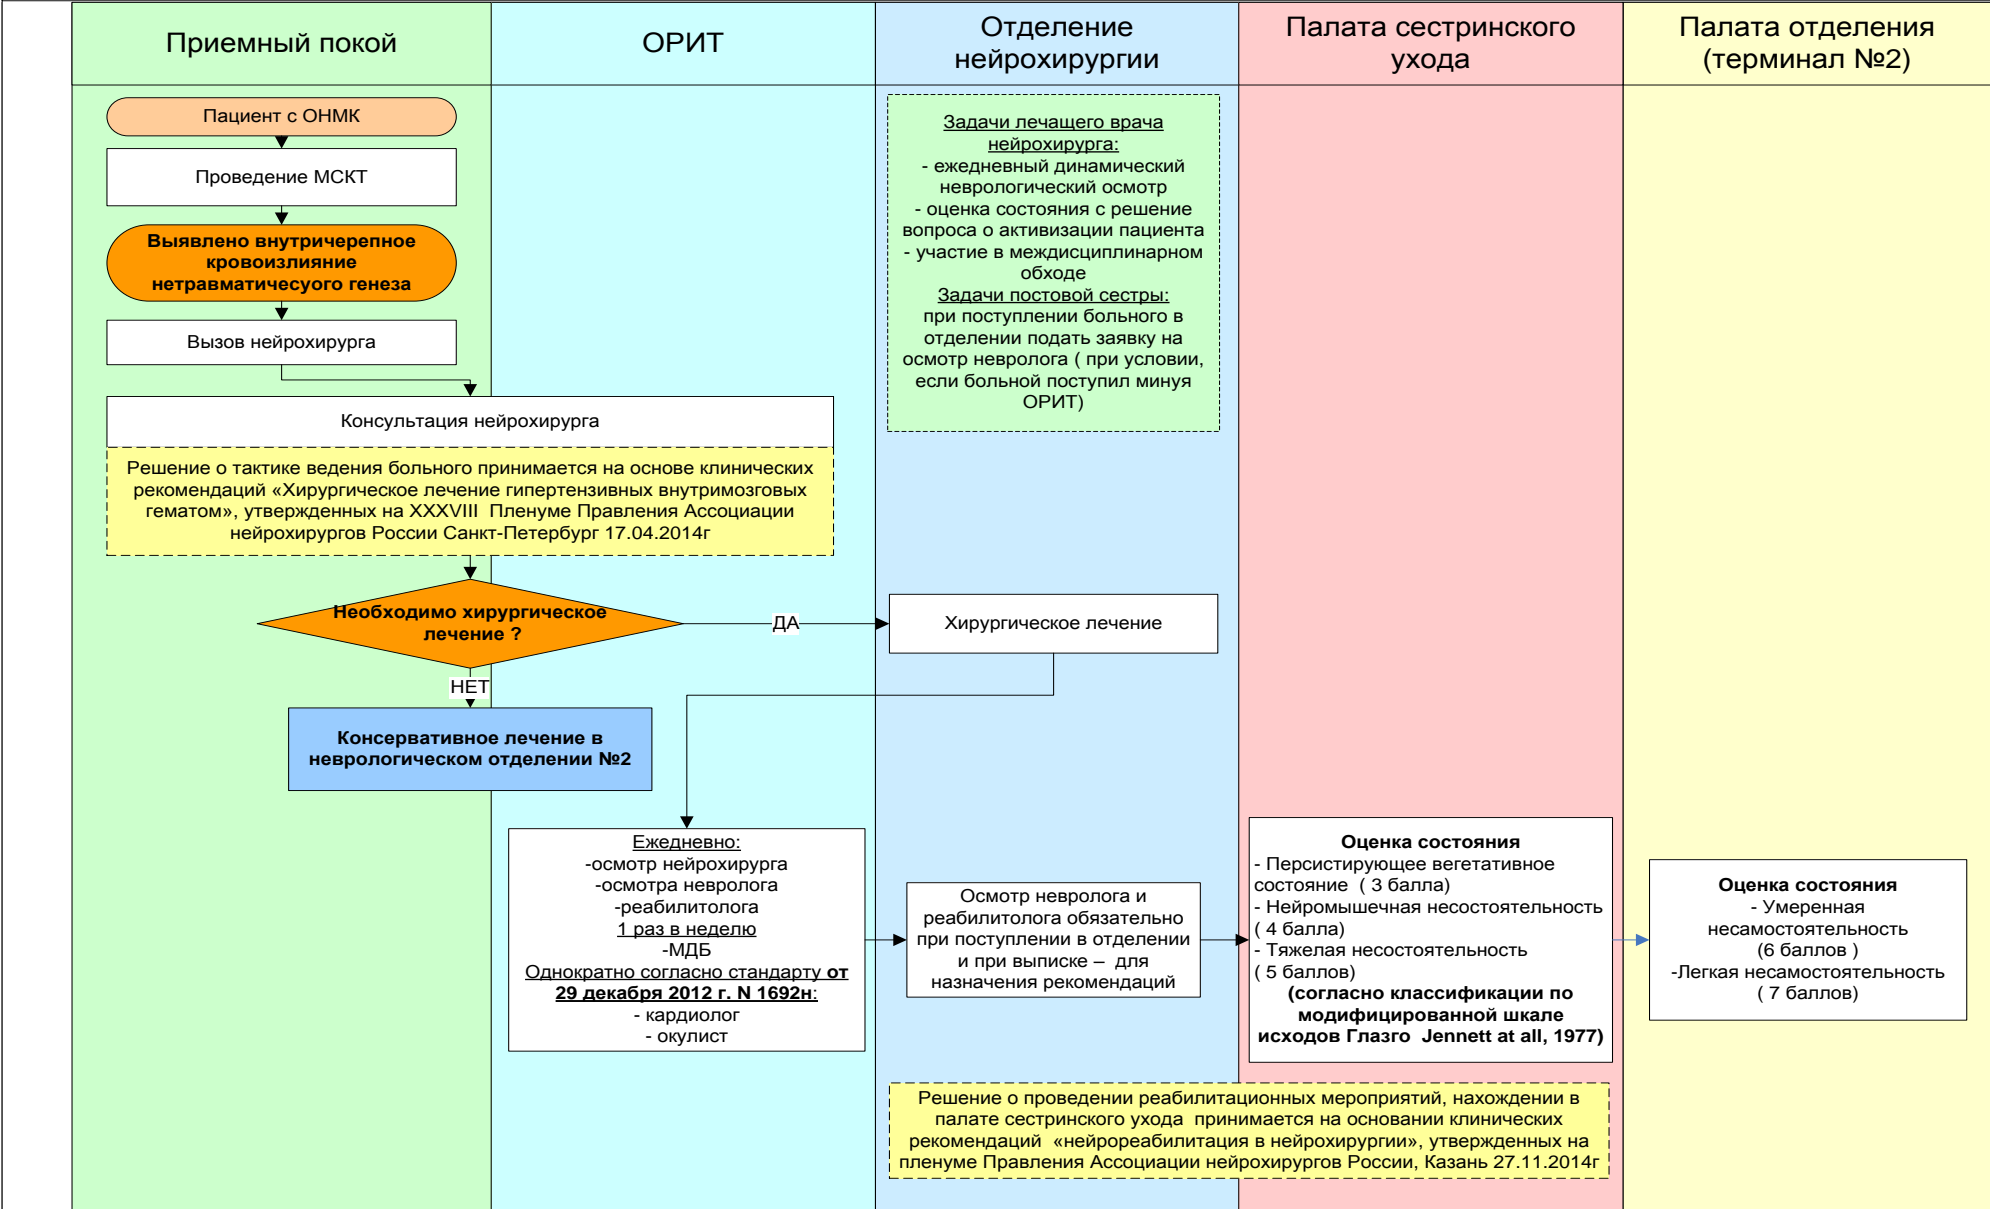 Приемный покой
ОРИТ
Отделение
нейрохирургии
Палата сестринского
ухода
Палата отделения
(терминал №2)
Пациент с ОНМК
Проведение МСКТ
Выявлено внутричерепное
кровоизлияние
нетравматичесуого генеза
Вызов нейрохирурга
Консультация нейрохирурга
Решение о тактике ведения больного принимается на основе клинических
рекомендаций «Хирургическое лечение гипертензивных внутримозговых
гематом», утвержденных на XXXVIII Пленуме Правления Ассоциации
нейрохирургов России Санкт-Петербург 17.04.2014г
Необходимо хирургическое
лечение ?
ДА
НЕТ
Консервативное лечение в
неврологическом отделении №2
Задачи лечащего врача
нейрохирурга:
- ежедневный динамический
неврологический осмотр
- оценка состояния с решение
вопроса о активизации пациента
- участие в междисциплинарном
обходе
Задачи постовой сестры:
при поступлении больного в
отделении подать заявку на
осмотр невролога ( при условии,
если больной поступил минуя
ОРИТ)
Хирургическое лечение
Ежедневно:
-осмотр нейрохирурга
-осмотра невролога
-реабилитолога
1 раз в неделю
-МДБ
Однократно согласно стандарту от
29 декабря 2012 г. N 1692н:
- кардиолог
- окулист
Осмотр невролога и
реабилитолога обязательно
при поступлении в отделении
и при выписке – для
назначения рекомендаций
Оценка состояния
- Персистирующее вегетативное
состояние ( 3 балла)
- Нейромышечная несостоятельность
( 4 балла)
- Тяжелая несостоятельность
( 5 баллов)
(согласно классификации по
модифицированной шкале
исходов Глазго Jennett at all, 1977)
Оценка состояния
- Умеренная
несамостоятельность
(6 баллов )
-Легкая несамостоятельность
( 7 баллов)
Решение о проведении реабилитационных мероприятий, нахождении в
палате сестринского ухода принимается на основании клинических
рекомендаций «нейрореабилитация в нейрохирургии», утвержденных на
пленуме Правления Ассоциации нейрохирургов России, Казань 27.11.2014г